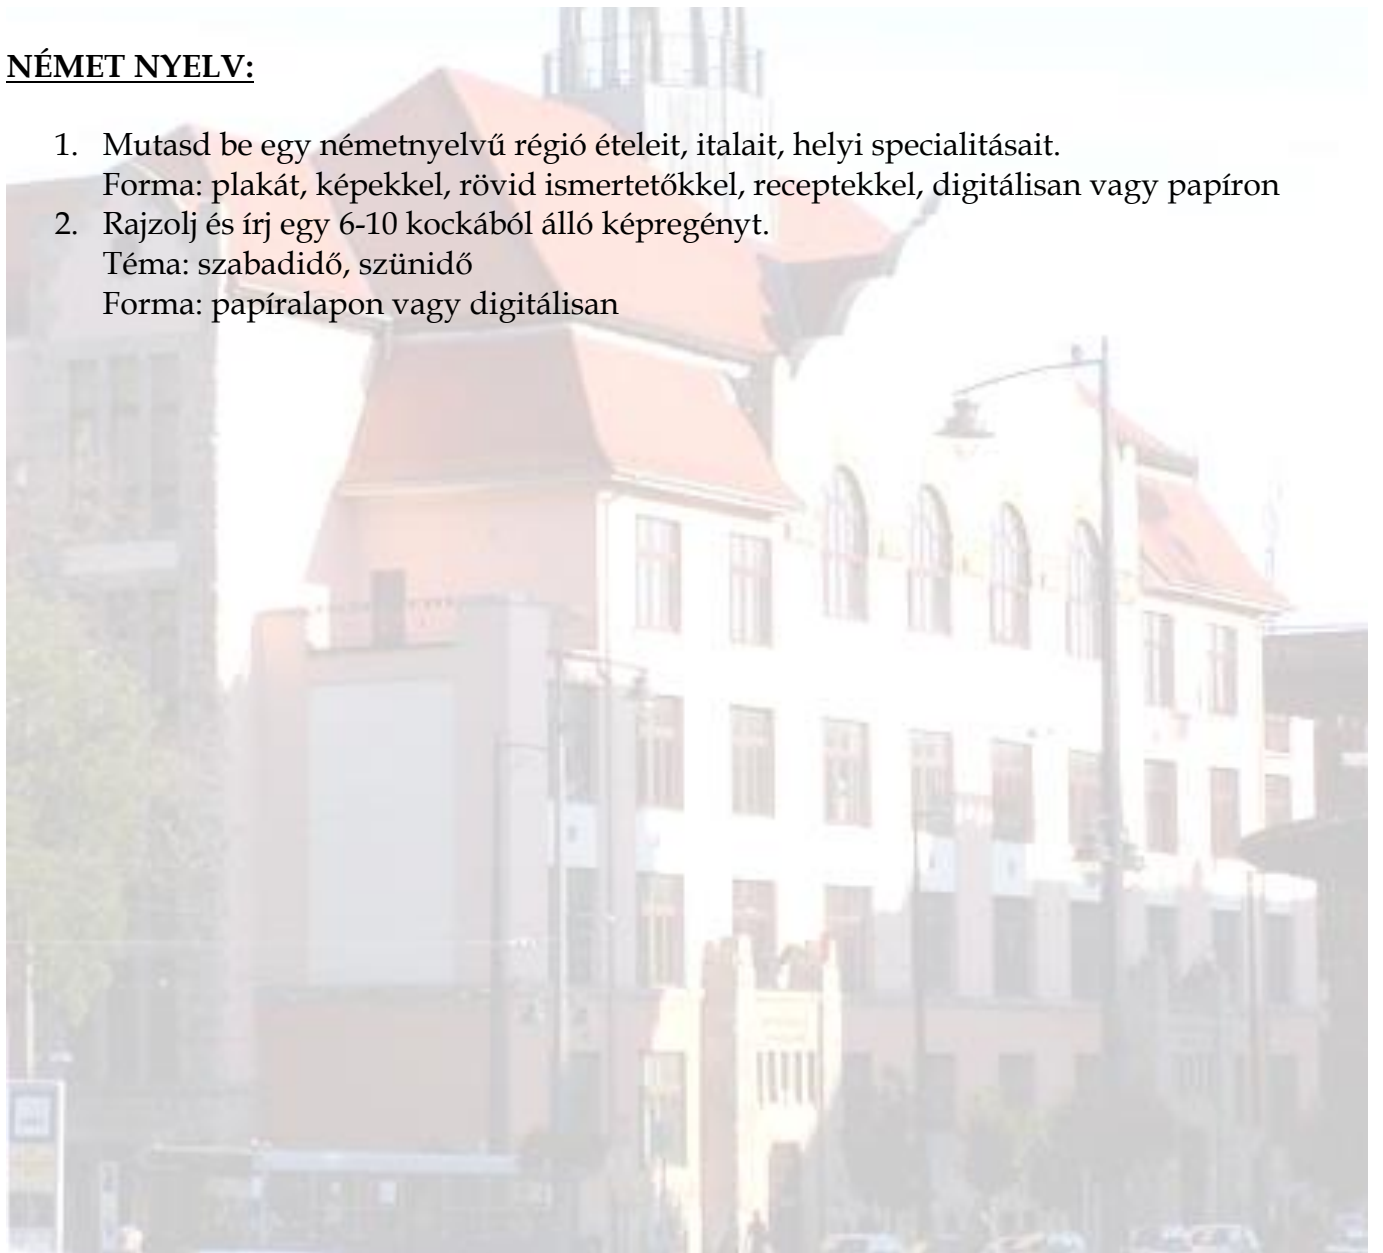 NÉMET NYELV:
1. Mutasd be egy németnyelvű régió ételeit, italait, helyi specialitásait.
Forma: plakát, képekkel, rövid ismertetőkkel, receptekkel, digitálisan vagy papíron
2. Rajzolj és írj egy 6-10 kockából álló képregényt.
Téma: szabadidő, szünidő
Forma: papíralapon vagy digitálisan